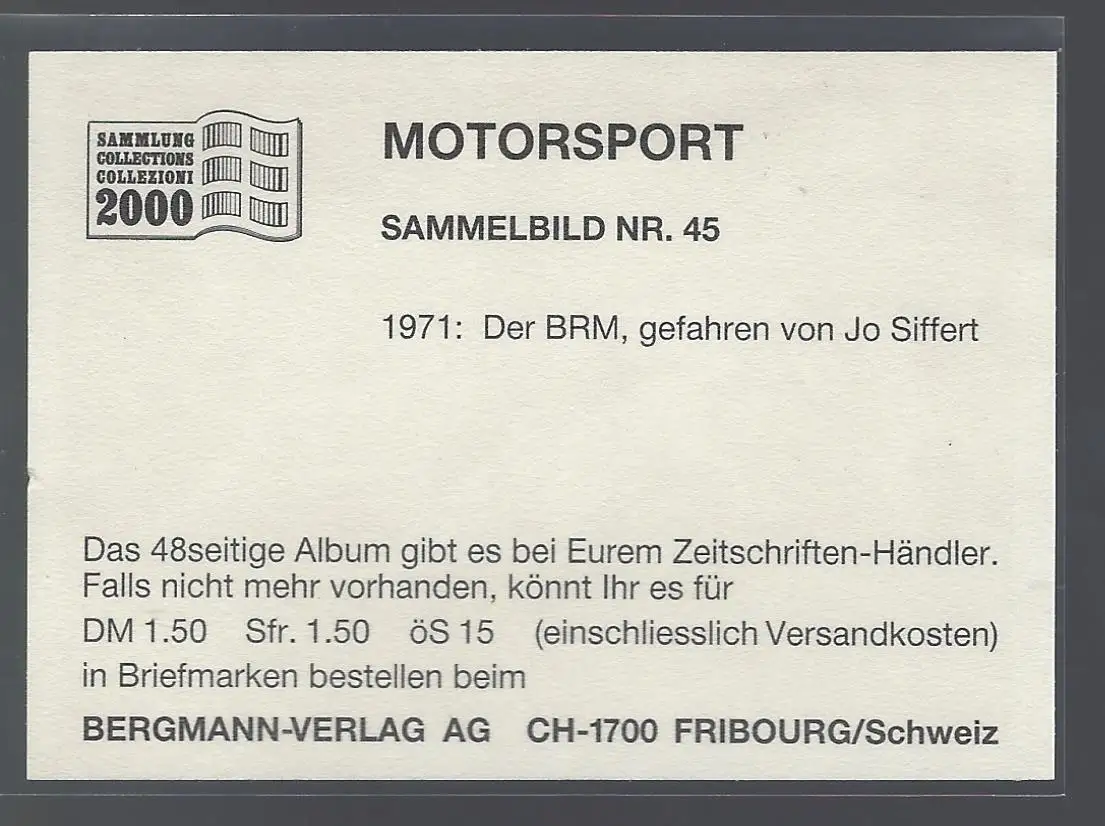 SAMMLUNG
COLLECTIONS
COLLEZIONI
2000
MOTORSPORT
SAMMELBILD NR. 45
1971: Der BRM, gefahren von Jo Siffert
Das 48seitige Album gibt es bei Eurem Zeitschriften-Händler.
Falls nicht mehr vorhanden, könnt Ihr es für
DM 1.50 Sfr. 1.50 öS 15 (einschliesslich Versandkosten)
in Briefmarken bestellen beim
BERGMANN-VERLAG AG CH-1700 FRIBOURG/Schweiz